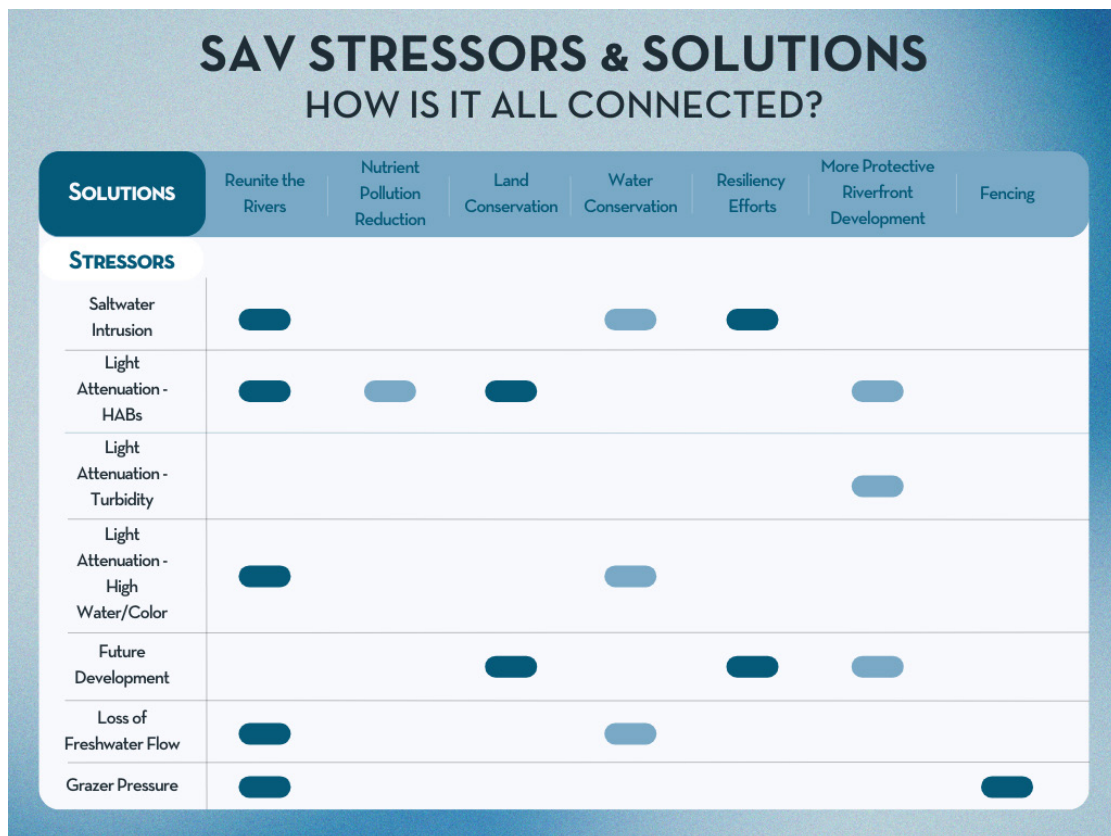 SAV STRESSORS & SOLUTIONS
HOW IS IT ALL CONNECTED?
SOLUTIONS
Reunite the
Rivers
Nutrient
Pollution
Reduction
Land
Conservation
Water
Conservation
Resiliency
Efforts
More Protective
Riverfront
Development
Fencing
STRESSORS
Saltwater
Intrusion
Light
Attenuation -
HABs
Light
Attenuation -
Turbidity
Light
Attenuation -
High
Water/Color
Future
Development
Loss of
Freshwater Flow
Grazer Pressure